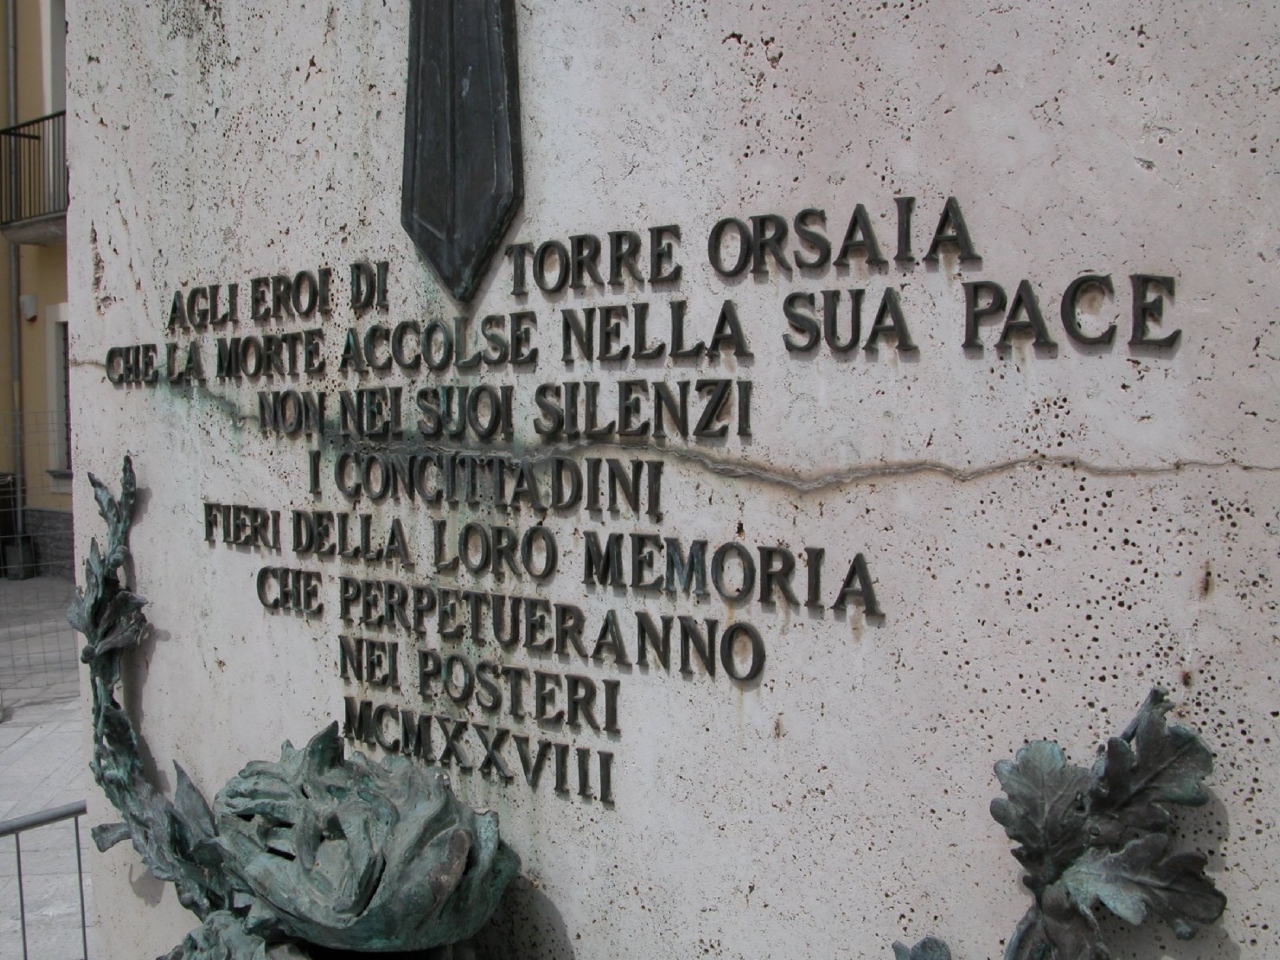 AGLI EROI DI TORRE ORSAIA
CHE LA MORTE ACCOLSE NELLA SUA PACE
NON NEI SUOI SILENZI
I CONCITTADINI
FIERI DELLA LORO MEMORIA
CHE PERPETUERANNO
NEI POSTERI
MCMXXVIII